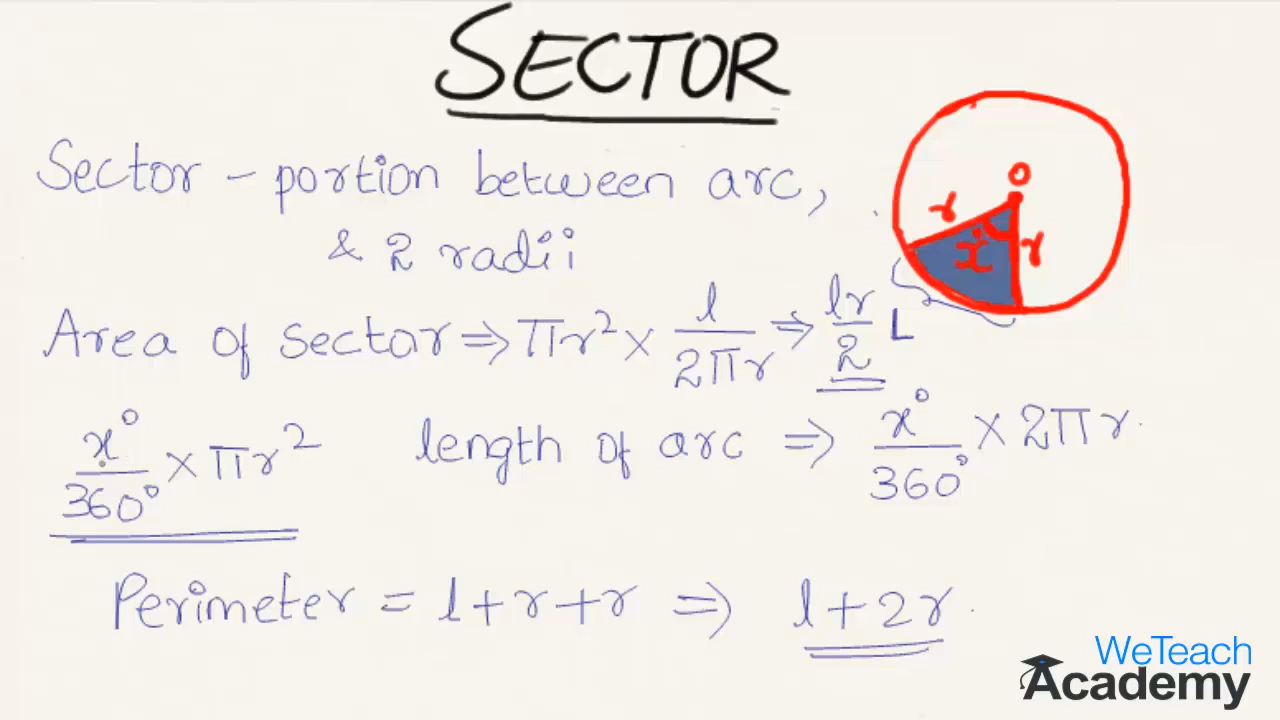 SECTOR
Sector - portion between arc,
& 2 radii
O
r
x°
r
L
Area of sector ⇒ πr² × l/2πr ⇒ lr/2
x°/360° × πr²
length of arc ⇒ x°/360° × 2πr
Perimeter = l+r+r ⇒ l+2r
WeTeach
Academy